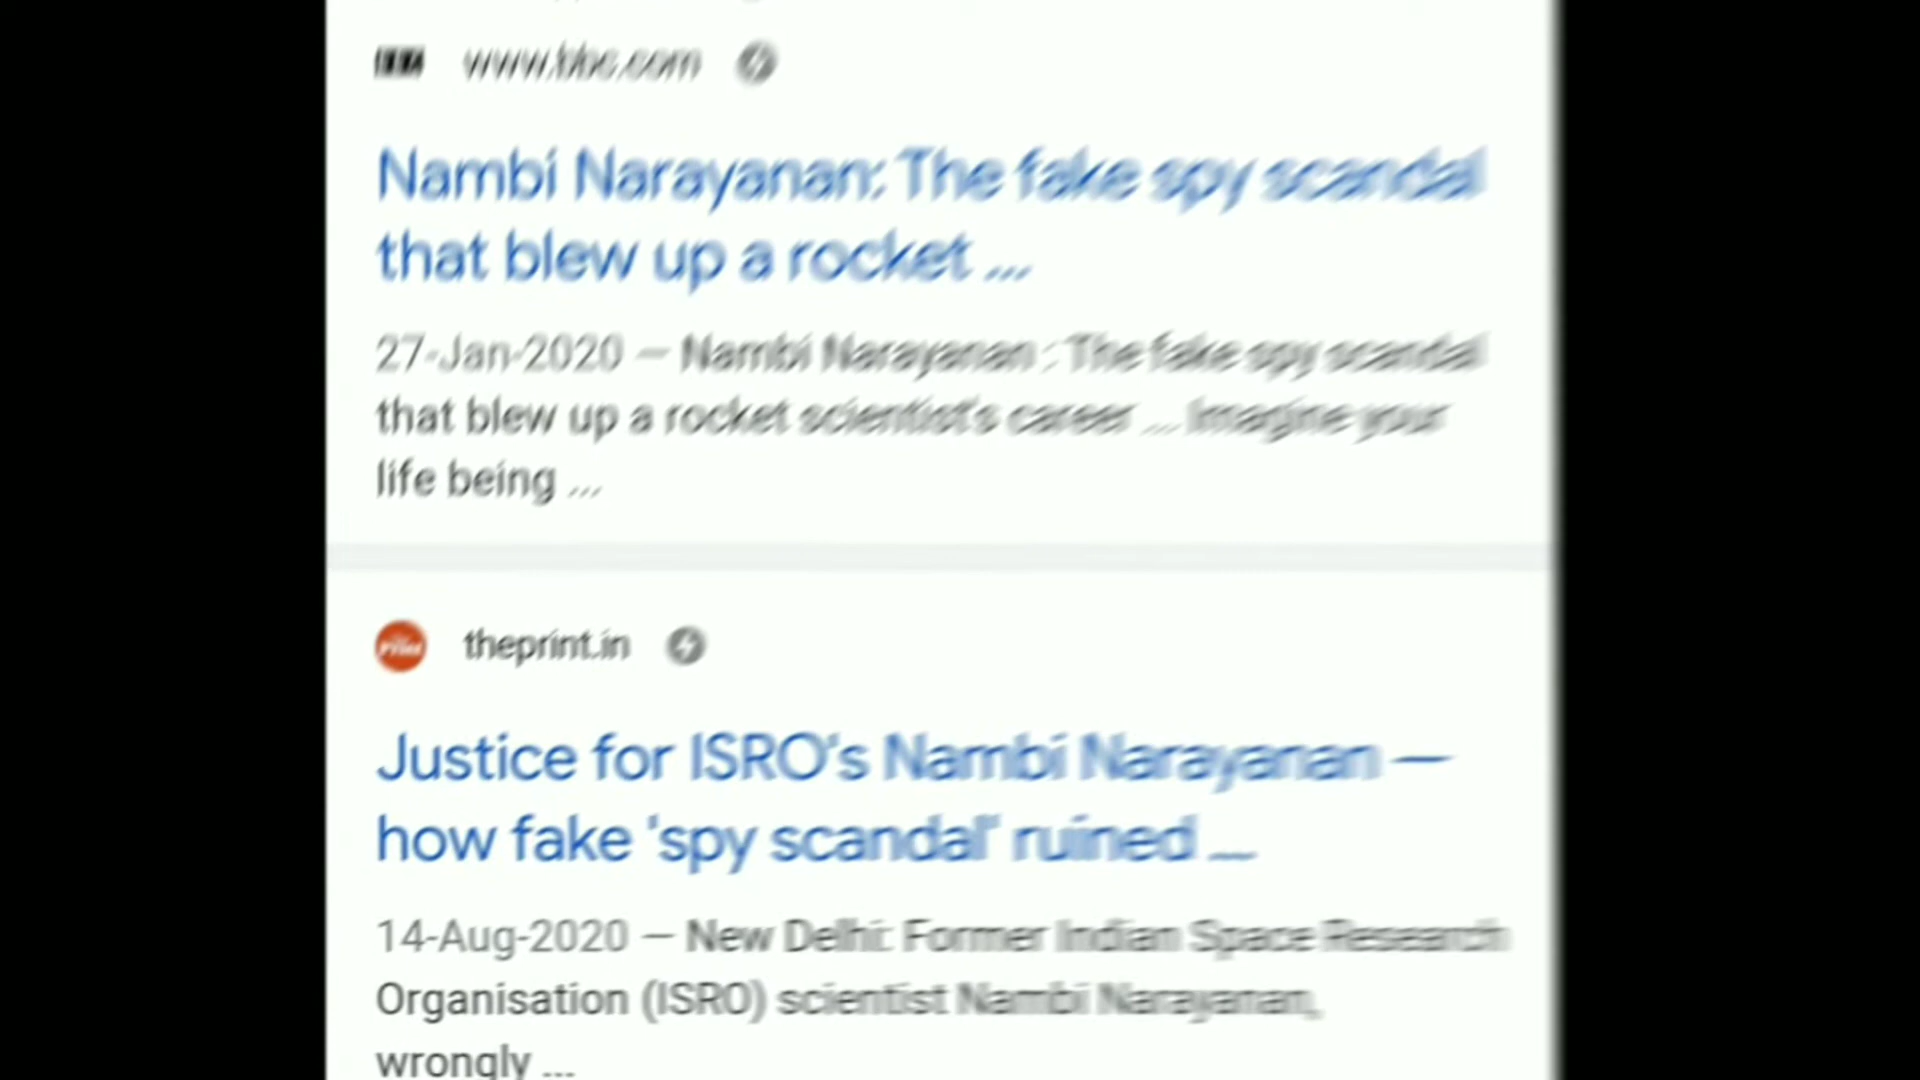 www.bbc.com
Nambi Narayanan: The fake spy scandal
that blew up a rocket ...
27-Jan-2020 — Nambi Narayanan : The fake spy scandal
that blew up a rocket scientist's career ... Imagine your
life being ...
ThePrint
theprint.in
Justice for ISRO's Nambi Narayanan —
how fake 'spy scandal' ruined ...
14-Aug-2020 — New Delhi: Former Indian Space Research
Organisation (ISRO) scientist Nambi Narayanan,
wrongly ...